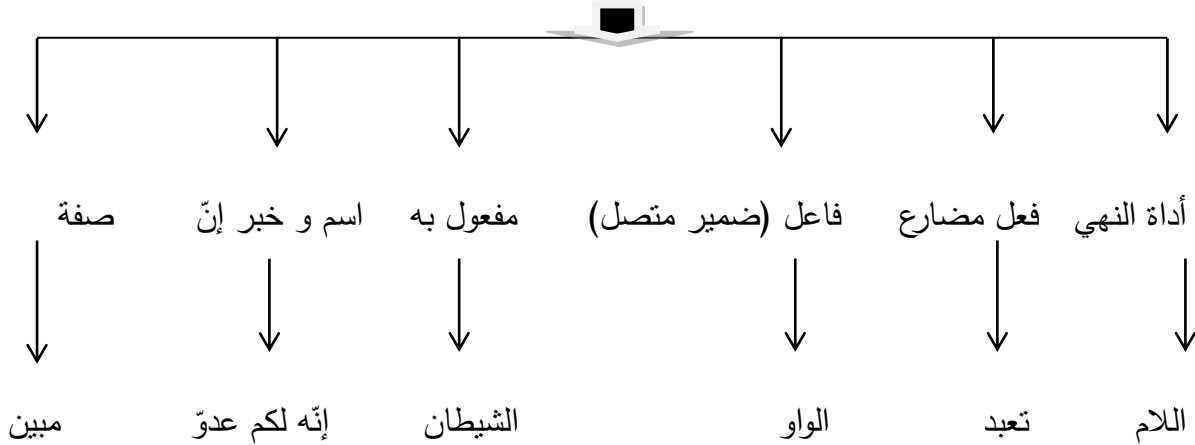 أداة النهي فعل مضارع فاعل (ضمير متصل) مفعول به اسم و خبر إنّ صفة
اللام تعبد الواو الشيطان إنّه لكم عدوّ مبين